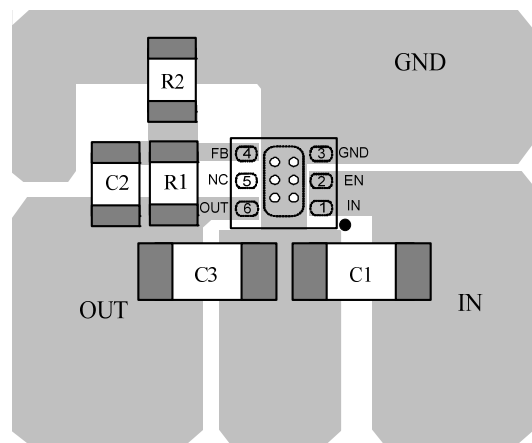 GND
R2
FB 4 3 GND
C2 R1 NC 5 2 EN
OUT 6 1 IN
C3 C1
OUT IN